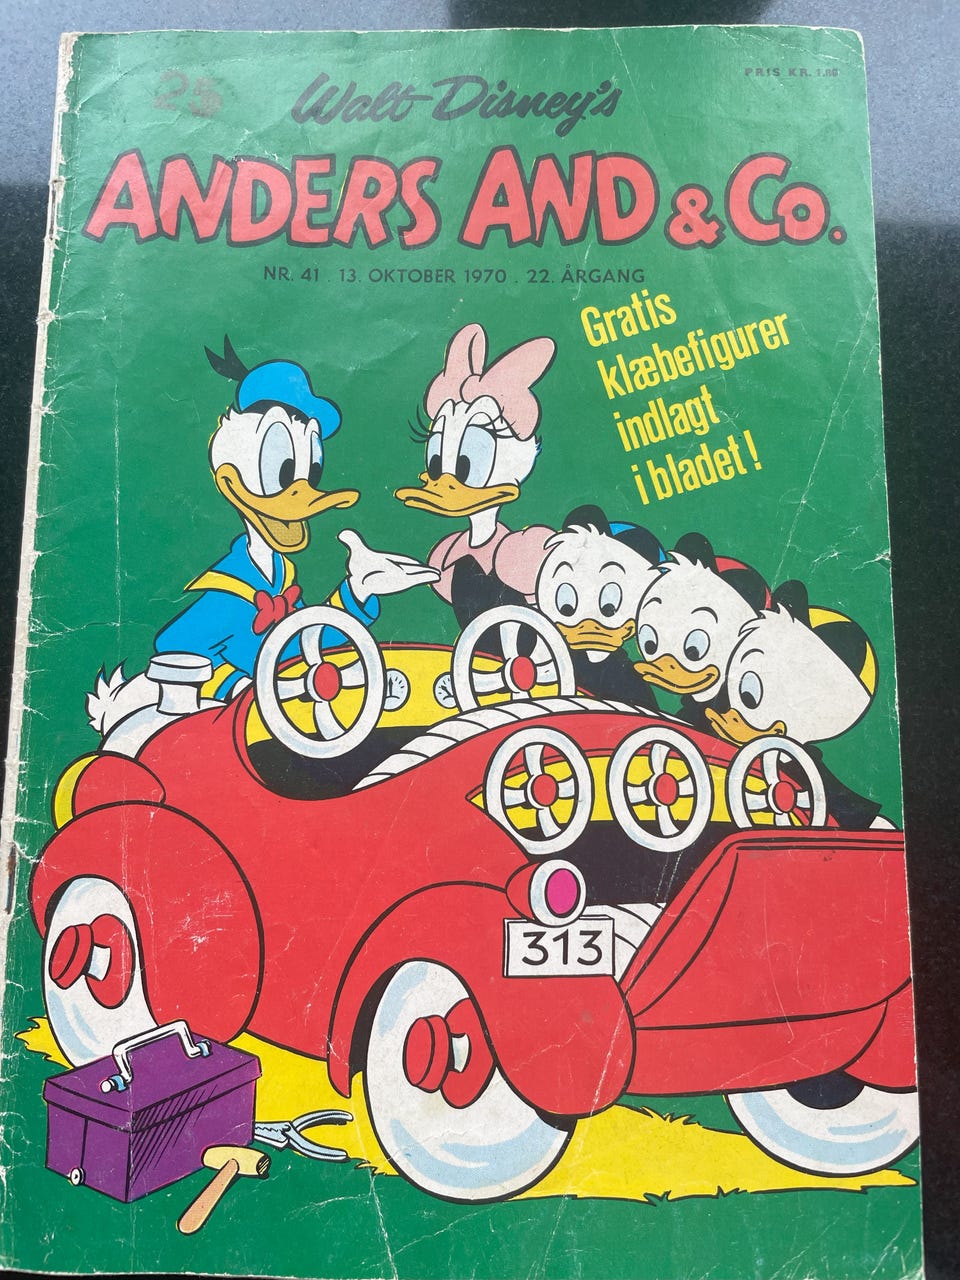 PRIS KR. 1.80
25
Walt Disney's
ANDERS AND & Co.
NR. 41 . 13. OKTOBER 1970 . 22. ÅRGANG
Gratis
klæbefigurer
indlagt
i bladet!
313